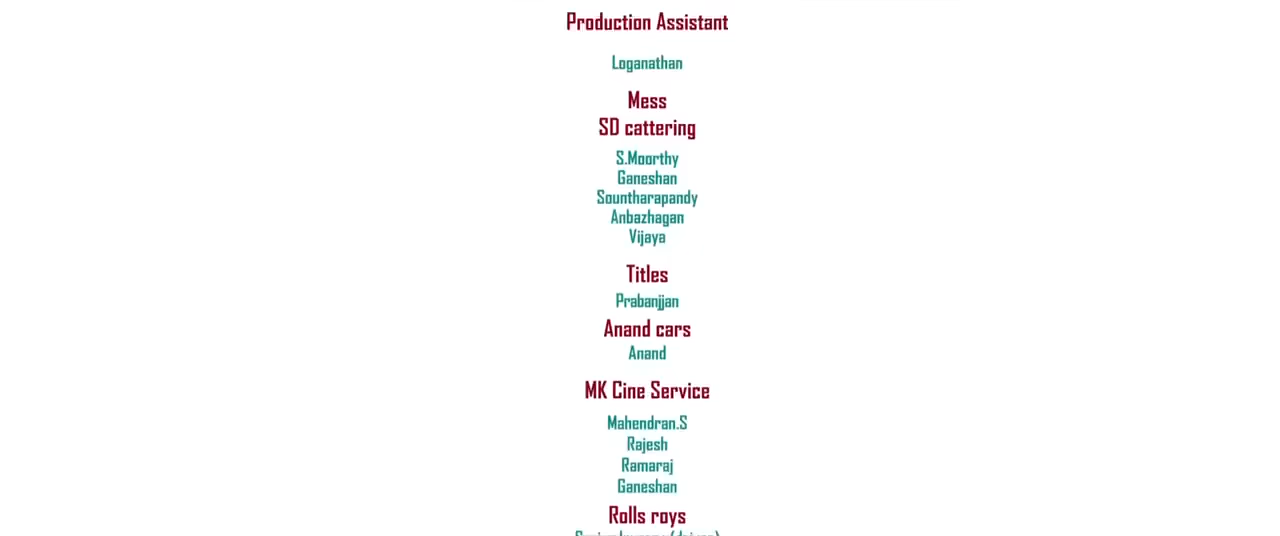 Production Assistant
Loganathan
Mess
SD cattering
S.Moorthy
Ganeshan
Sountharapandy
Anbazhagan
Vijaya
Titles
Prabanjjan
Anand cars
Anand
MK Cine Service
Mahendran.S
Rajesh
Ramaraj
Ganeshan
Rolls roys